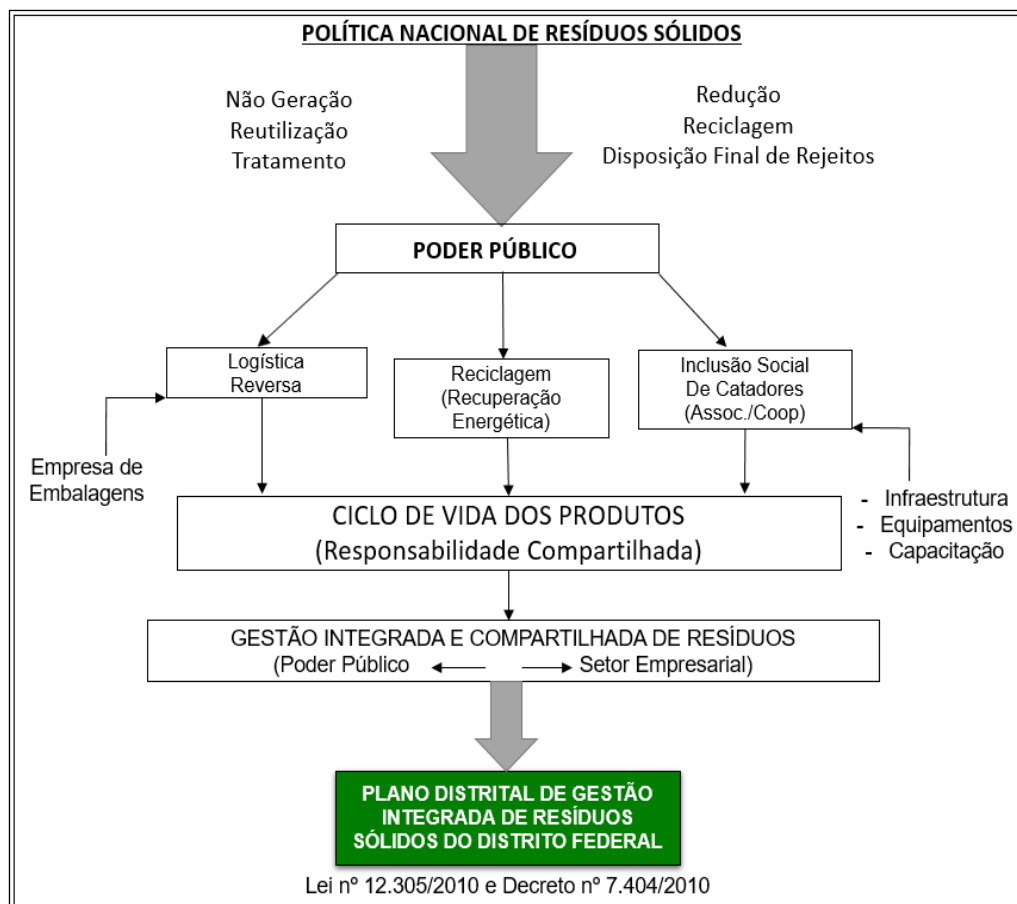 POLÍTICA NACIONAL DE RESÍDUOS SÓLIDOS
Não Geração
Reutilização
Tratamento
Redução
Reciclagem
Disposição Final de Rejeitos
PODER PÚBLICO
Logística
Reversa
Reciclagem
(Recuperação
Energética)
Inclusão Social
De Catadores
(Assoc./Coop)
Empresa de
Embalagens
- Infraestrutura
- Equipamentos
- Capacitação
CICLO DE VIDA DOS PRODUTOS
(Responsabilidade Compartilhada)
GESTÃO INTEGRADA E COMPARTILHADA DE RESÍDUOS
(Poder Público Setor Empresarial)
PLANO DISTRITAL DE GESTÃO
INTEGRADA DE RESÍDUOS
SÓLIDOS DO DISTRITO FEDERAL
Lei nº 12.305/2010 e Decreto nº 7.404/2010